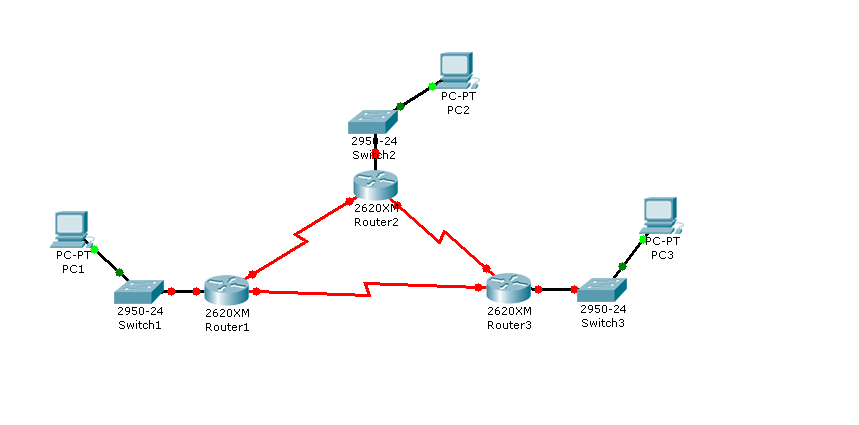 PC-PT
PC2
2950-24
Switch2
2620XM
Router2
PC-PT
PC1
PC-PT
PC3
2950-24
Switch1
2620XM
Router1
2620XM
Router3
2950-24
Switch3